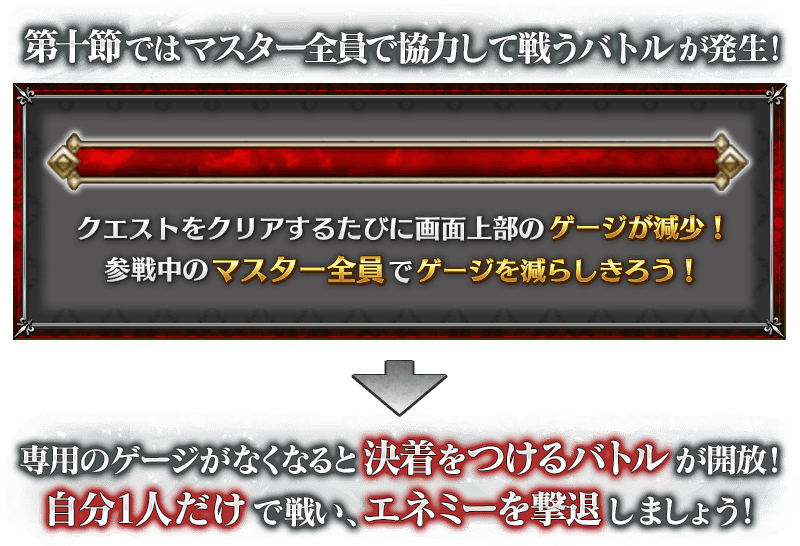 第十節ではマスター全員で協力して戦うバトルが発生!
クエストをクリアするたびに画面上部のゲージが減少!
参戦中のマスター全員でゲージを減らしきろう!
専用のゲージがなくなると決着をつけるバトルが開放!
自分1人だけで戦い、エネミーを撃退しましょう!